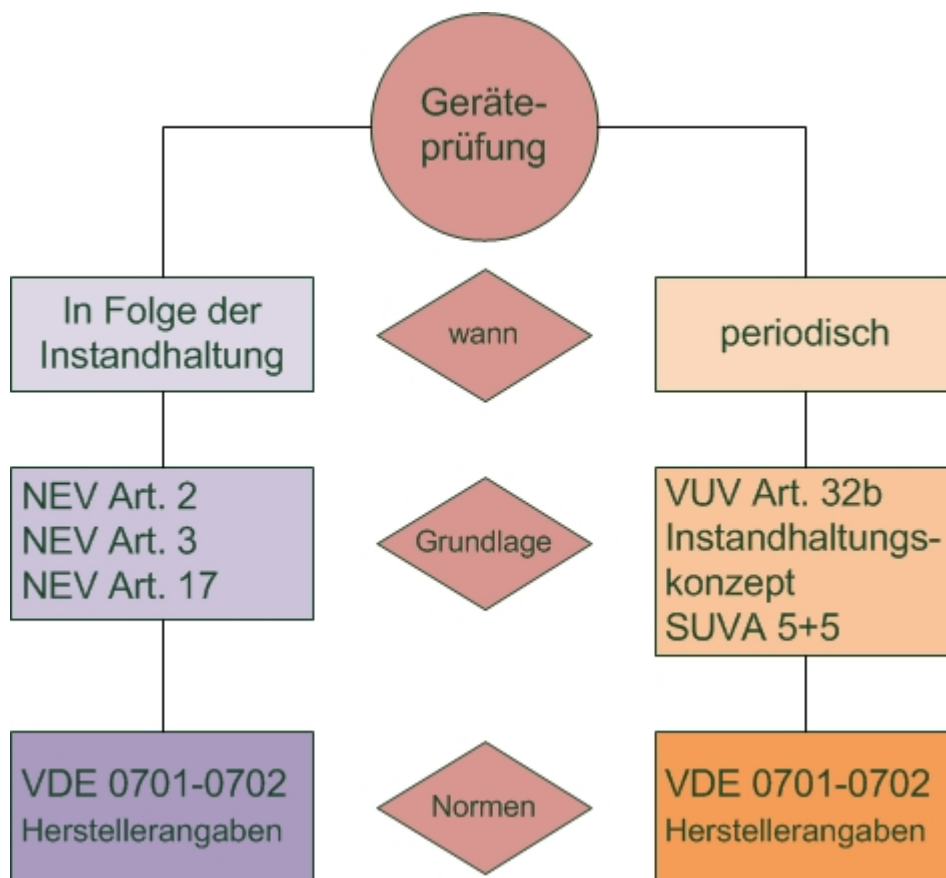 Geräte-
prüfung
In Folge der
Instandhaltung
wann
periodisch
NEV Art. 2
NEV Art. 3
NEV Art. 17
Grundlage
VUV Art. 32b
Instandhaltungs-
konzept
SUVA 5+5
VDE 0701-0702
Herstellerangaben
Normen
VDE 0701-0702
Herstellerangaben